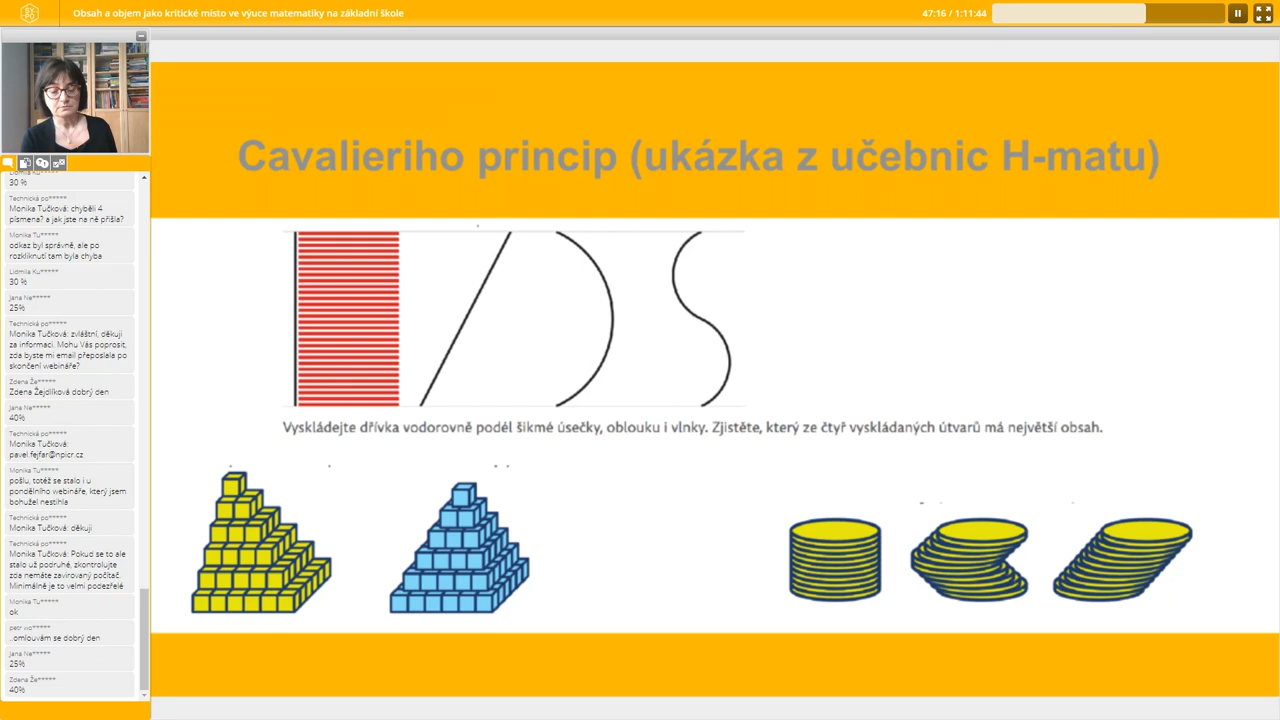 Obsah a objem jako kritické místo ve výuce matematiky na základní škole
47:16 / 1:11:44
Cavalieriho princip (ukázka z učebnic H-matu)
Vyskládejte dřívka vodorovně podél šikmé úsečky, oblouku i vlnky. Zjistěte, který ze čtyř vyskládaných útvarů má největší obsah.
30 %
Technická po*****
Monika Tučková: chyběli 4
písmena? a jak jste na ně přišla?
Monika Tu*****
odkaz byl správně, ale po
rozkliknutí tam byla chyba
Lidmila Ku*****
30 %
Jana Ne*****
25%
Technická po*****
Monika Tučková: zvláštní, děkuji
za informaci. Mohu Vás poprosit,
zda byste mi email přeposlala po
skončení webináře?
Zdena Že*****
Zdena Žejdlíková dobrý den
Jana Ne*****
40%
Technická po*****
Monika Tučková:
pavel.fejfar@npicr.cz
Monika Tu*****
pošlu, totéž se stalo i u
pondělního webináře, který jsem
bohužel nestihla
Technická po*****
Monika Tučková: děkuji
Technická po*****
Monika Tučková: Pokud se to ale
stalo už podruhé, zkontrolujte
zda nemáte zavirovaný počítač.
Minimálně je to velmi podezřelé
Monika Tu*****
ok
petr wo*****
..omlouvám se dobrý den
Jana Ne*****
25%
Zdena Že*****
40%